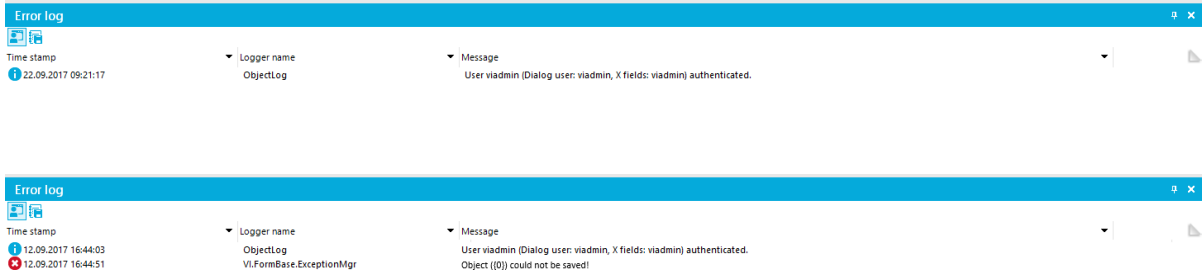 Error log
Time stamp Logger name Message
22.09.2017 09:21:17 ObjectLog User viadmin (Dialog user: viadmin, X fields: viadmin) authenticated.
Error log
Time stamp Logger name Message
12.09.2017 16:44:03 ObjectLog User viadmin (Dialog user: viadmin, X fields: viadmin) authenticated.
12.09.2017 16:44:51 VI.FormBase.ExceptionMgr Object ({0}) could not be saved!